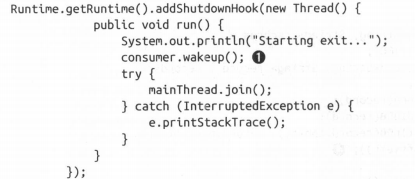 Runtime.getRuntime().addShutdownHook(new Thread() {
public void run() {
System.out.println("Starting exit...");
consumer.wakeup(); ❶
try {
mainThread.join();
} catch (InterruptedException e) {
e.printStackTrace();
}
}
});